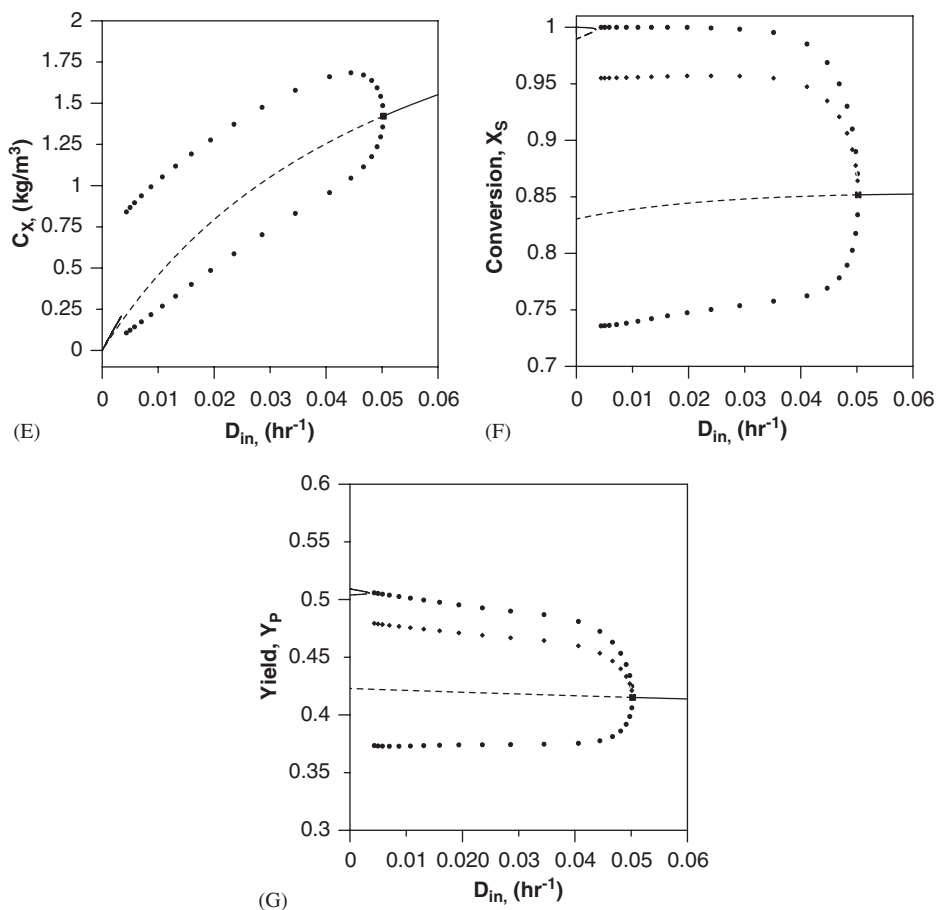 2
1.75
1.5
1.25
1
0.75
0.5
0.25
0
C_X, (kg/m³)
0 0.01 0.02 0.03 0.04 0.05 0.06
D_in, (hr⁻¹)
(E)
1
0.95
0.9
0.85
0.8
0.75
0.7
Conversion, X_S
0 0.01 0.02 0.03 0.04 0.05 0.06
D_in, (hr⁻¹)
(F)
0.6
0.55
0.5
0.45
0.4
0.35
0.3
Yield, Y_P
0 0.01 0.020 0.03 0.04 0.05 0.06
D_in, (hr⁻¹)
(G)